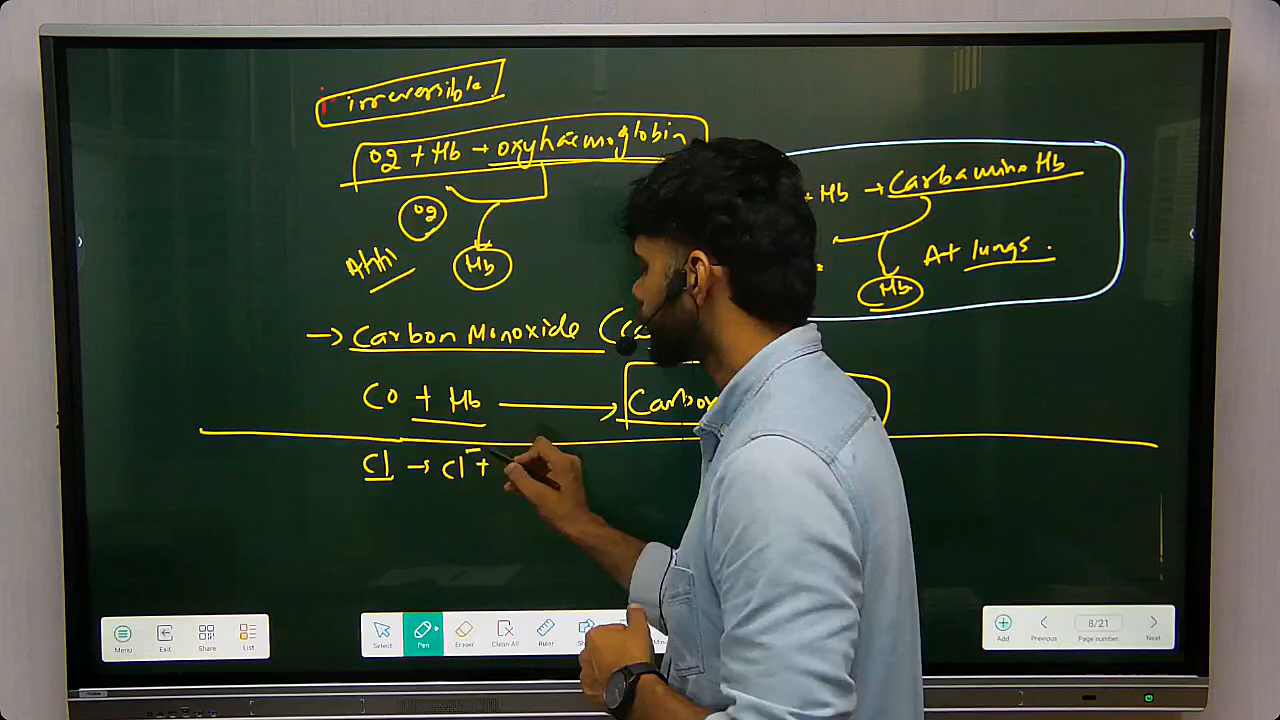 irreversible.
O2 + Hb → oxyhaemoglobin
O2
Hb
+ Hb → Carbamino Hb
Hb
At lungs.
→ Carbon Monoxide (
CO + Hb → Carbox
Cl → Cl⁻ +
Menu
Exit
Share
List
Select
Pen
Eraser
Clean All
Ruler
Add
Previous
8/21
Page number
Next